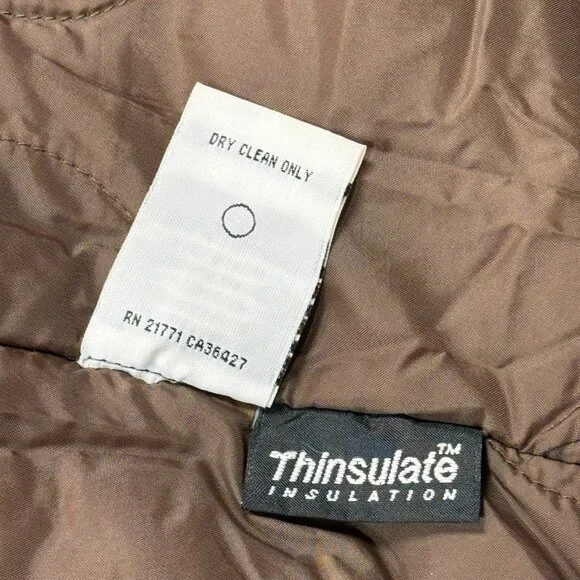 DRY CLEAN ONLY
RN 21771 CA36427
Thinsulate™
INSULATION